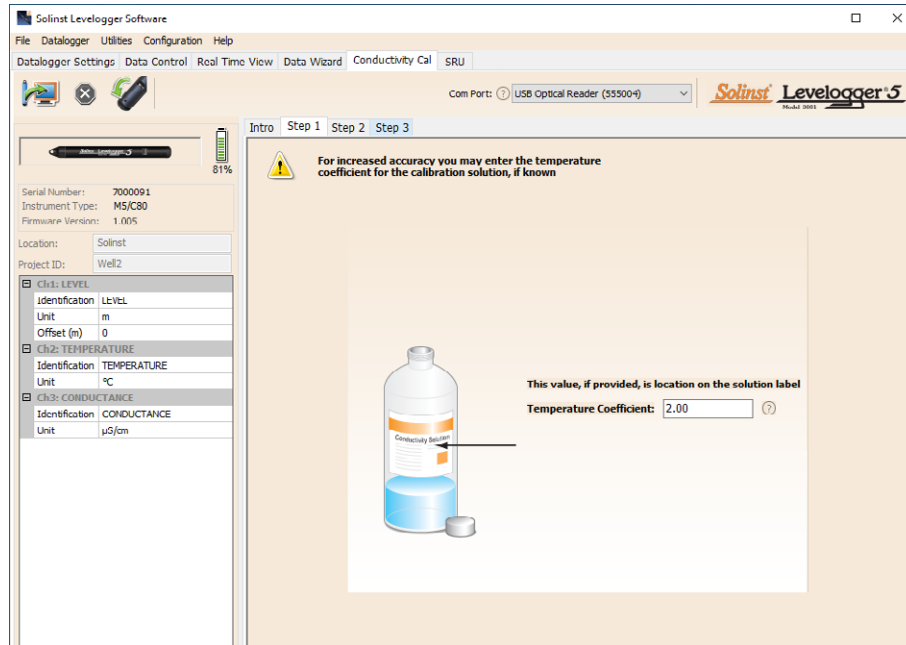 Solinst Levelogger Software
File Datalogger Utilities Configuration Help
Datalogger Settings Data Control Real Time View Data Wizard Conductivity Cal SRU
Com Port: ? USB Optical Reader (555004)
Solinst Levelogger 5
Model 3001
Intro Step 1 Step 2 Step 3
Solinst Levelogger 5
81%
For increased accuracy you may enter the temperature
coefficient for the calibration solution, if known
Serial Number: 7000091
Instrument Type: M5/C80
Firmware Version: 1.005
Location: Solinst
Project ID: Well2
Ch1: LEVEL
Identification LEVEL
Unit m
Offset (m) 0
Ch2: TEMPERATURE
Identification TEMPERATURE
Unit °C
Ch3: CONDUCTANCE
Identification CONDUCTANCE
Unit µS/cm
Conductivity Solution
This value, if provided, is location on the solution label
Temperature Coefficient: 2.00 ?